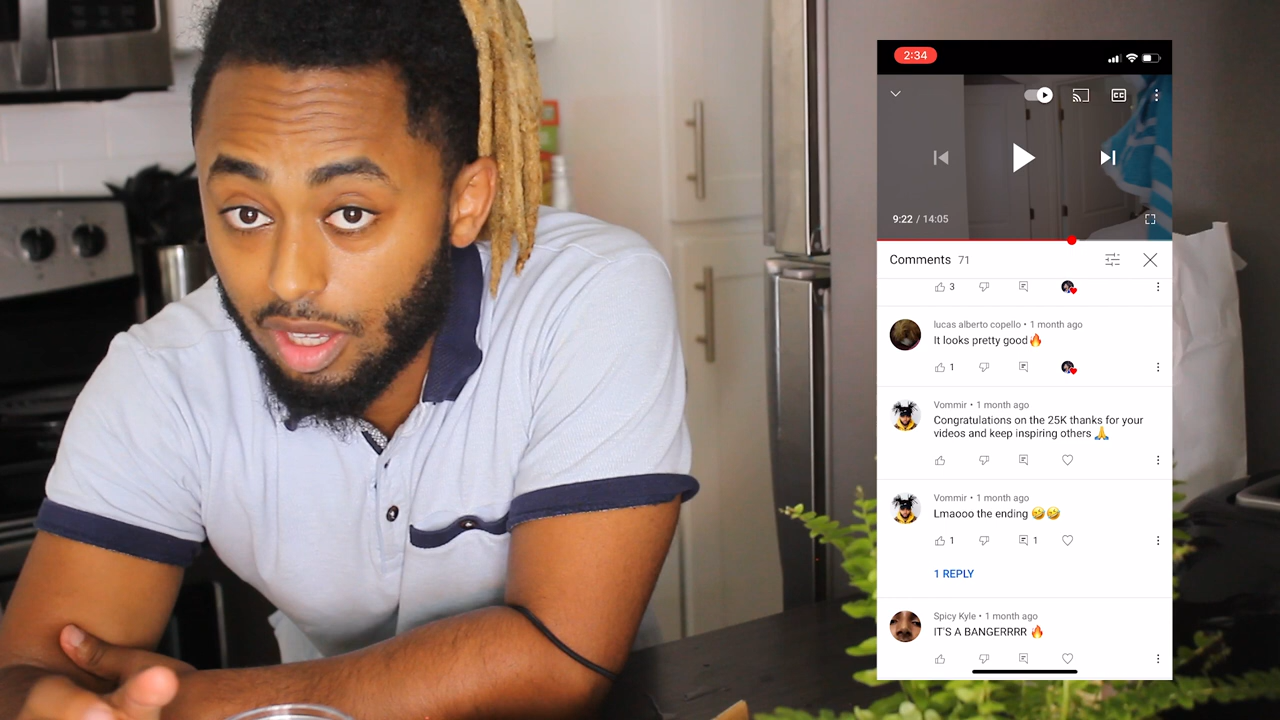 2:34
CC
9:22 / 14:05
Comments 71
3
lucas alberto copello • 1 month ago
It looks pretty good🔥
1
Vommir • 1 month ago
Congratulations on the 25K thanks for your
videos and keep inspiring others 🙏
Vommir • 1 month ago
Lmaooo the ending 🤣🤣
1 1
1 REPLY
Spicy Kyle • 1 month ago
IT'S A BANGERRRR 🔥